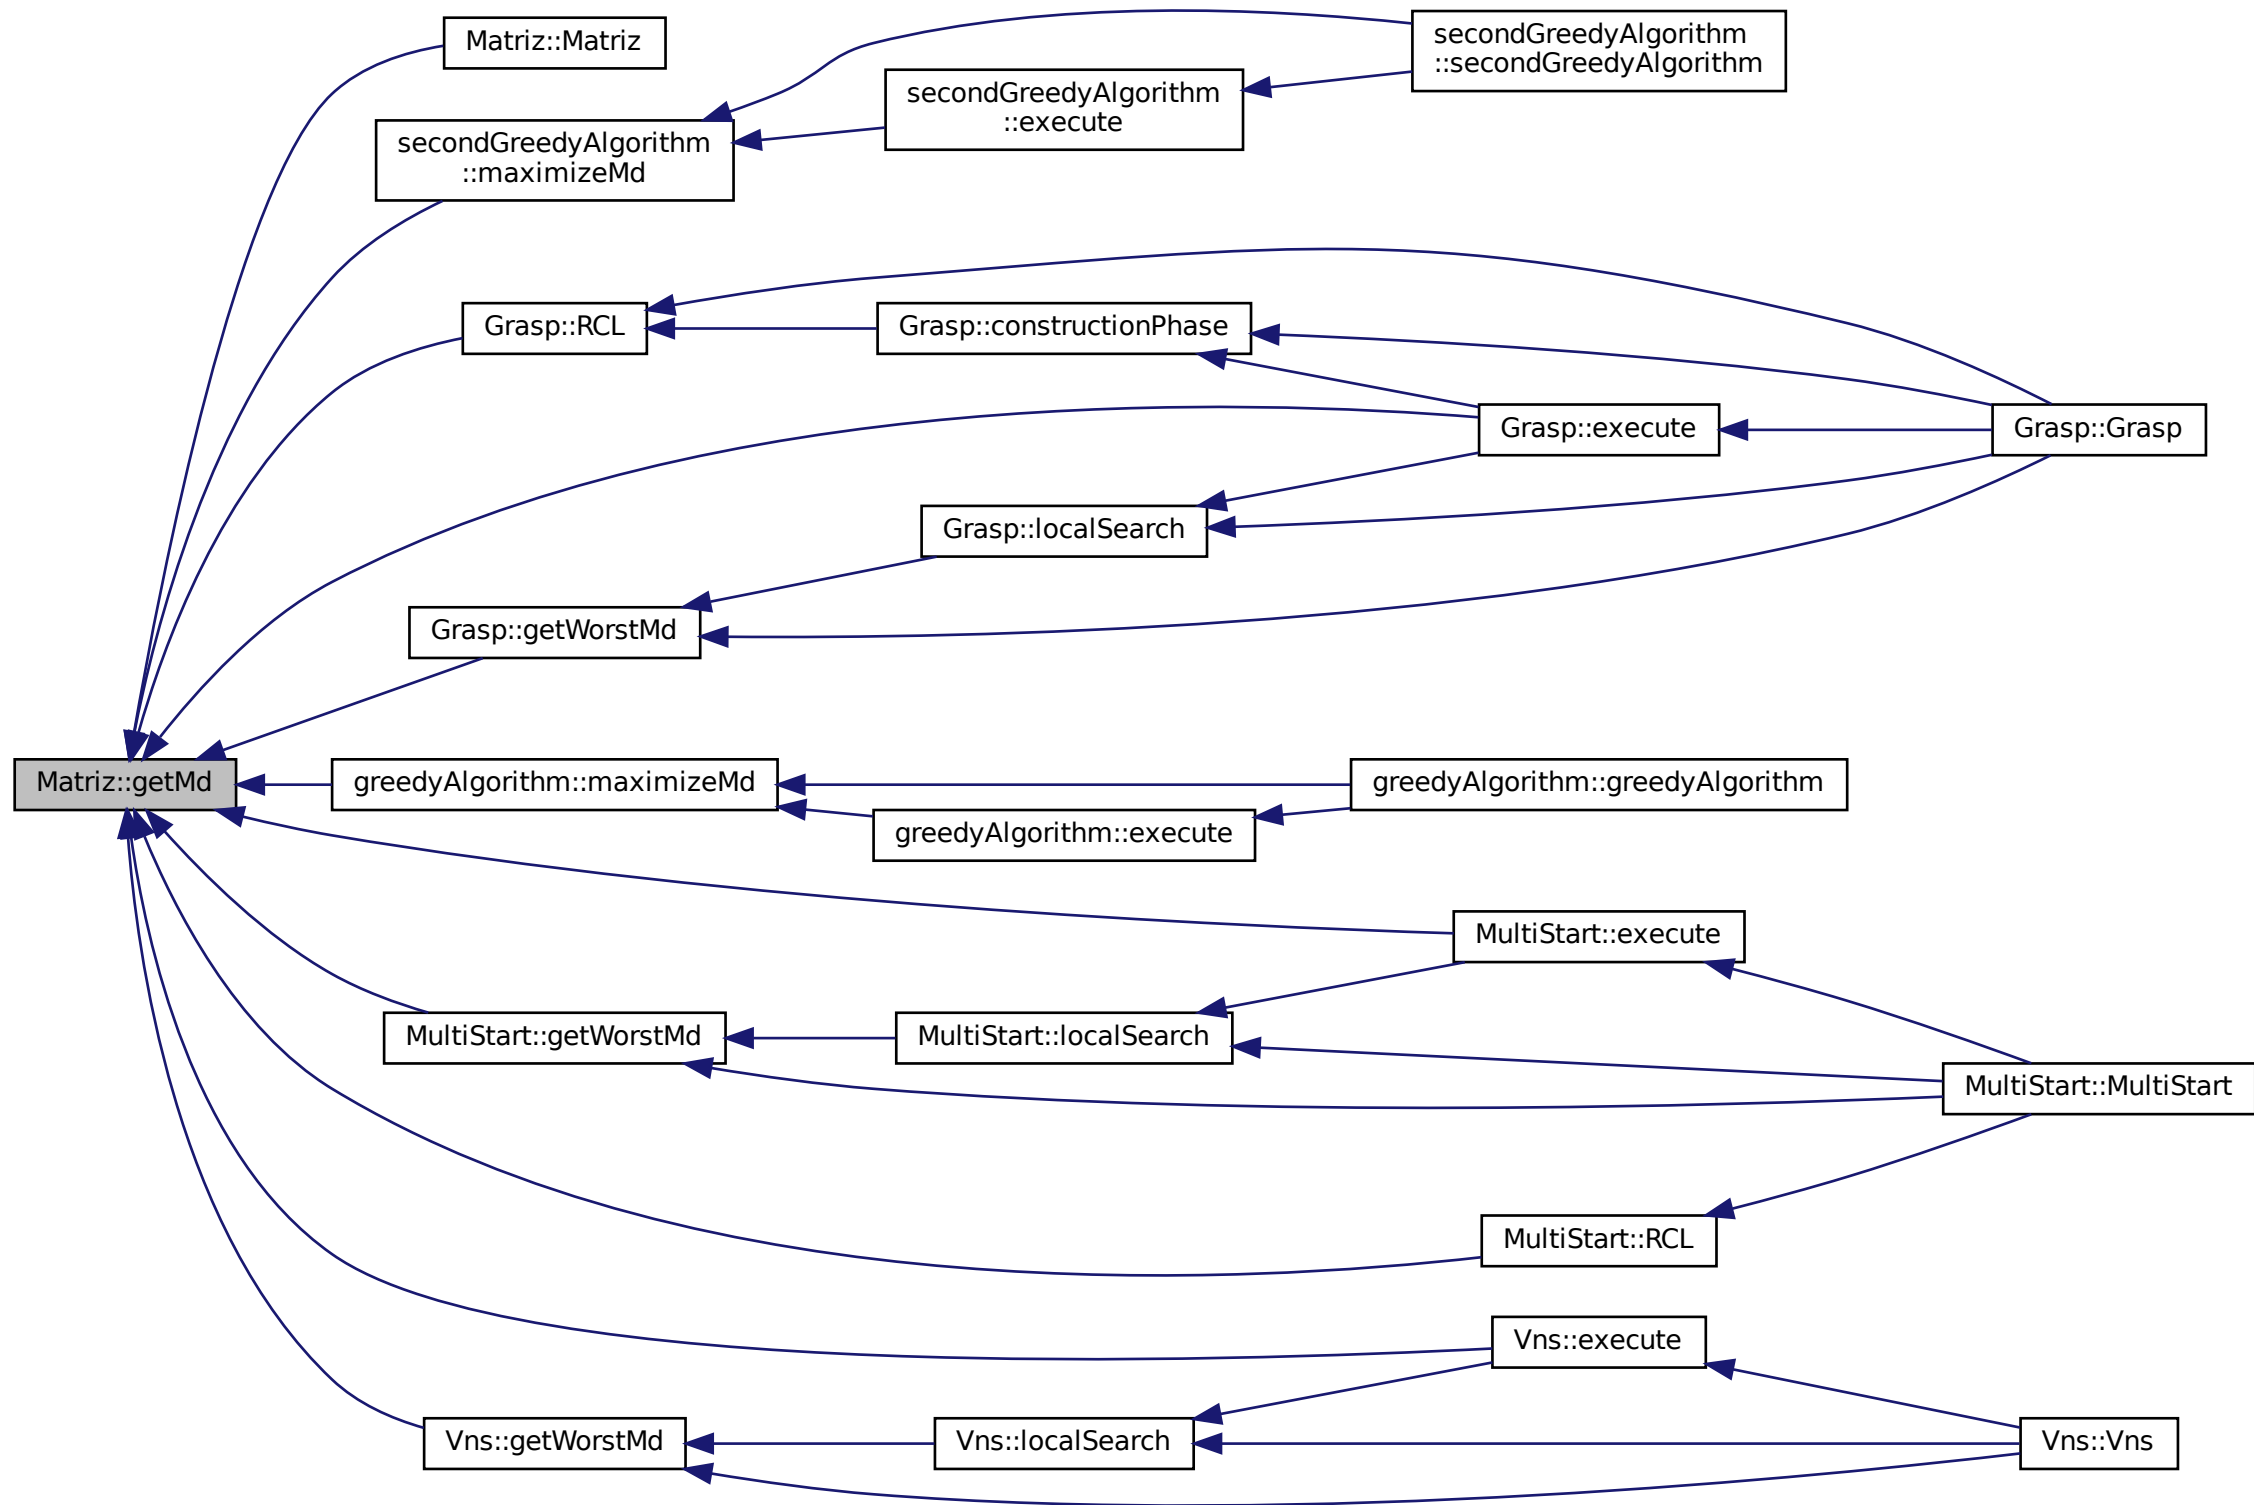 Matriz::Matriz
secondGreedyAlgorithm
::secondGreedyAlgorithm
secondGreedyAlgorithm
::execute
secondGreedyAlgorithm
::maximizeMd
Grasp::RCL
Grasp::constructionPhase
Grasp::execute
Grasp::Grasp
Grasp::localSearch
Grasp::getWorstMd
Matriz::getMd
greedyAlgorithm::maximizeMd
greedyAlgorithm::greedyAlgorithm
greedyAlgorithm::execute
MultiStart::execute
MultiStart::getWorstMd
MultiStart::localSearch
MultiStart::MultiStart
MultiStart::RCL
Vns::execute
Vns::getWorstMd
Vns::localSearch
Vns::Vns